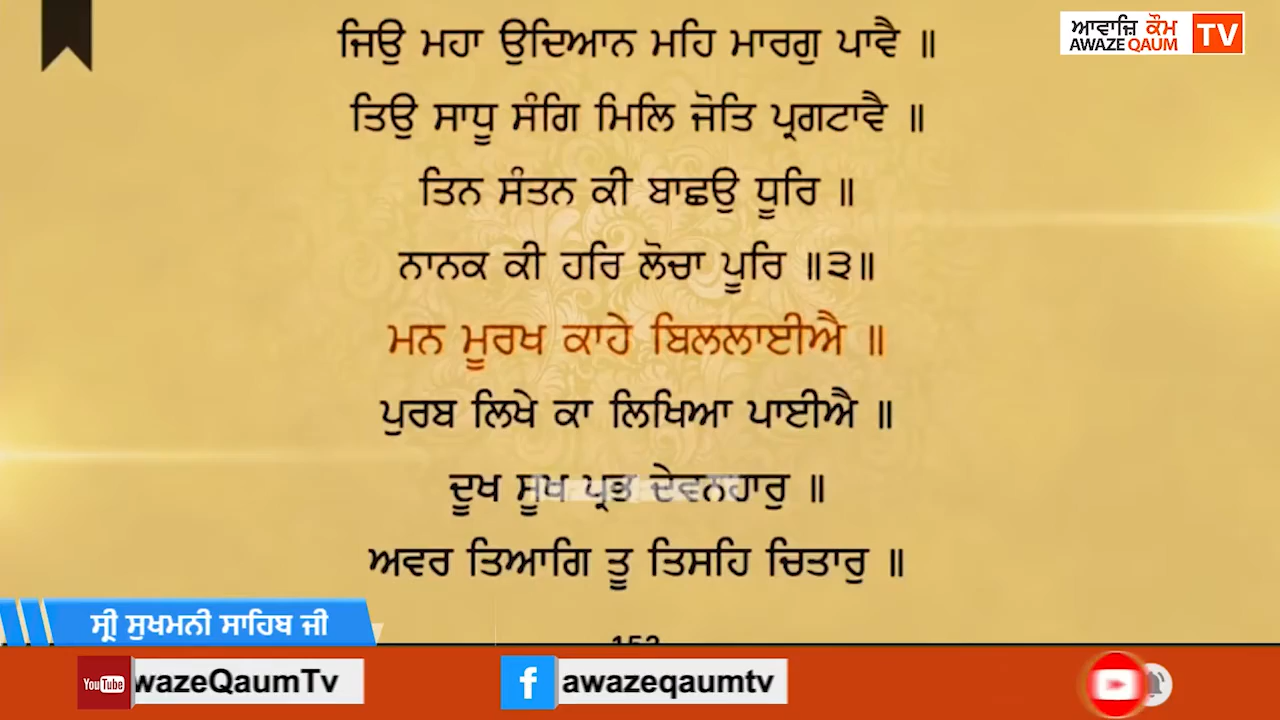 ਆਵਾਜ਼ਿ ਕੌਮ
AWAZE QAUM TV
ਜਿਉ ਮਹਾ ਉਦਿਆਨ ਮਹਿ ਮਾਰਗੁ ਪਾਵੈ ॥
ਤਿਉ ਸਾਧੂ ਸੰਗਿ ਮਿਲਿ ਜੋਤਿ ਪ੍ਰਗਟਾਵੈ ॥
ਤਿਨ ਸੰਤਨ ਕੀ ਬਾਛਉ ਧੂਰਿ ॥
ਨਾਨਕ ਕੀ ਹਰਿ ਲੋਚਾ ਪੂਰਿ ॥੩॥
ਮਨ ਮੂਰਖ ਕਾਹੇ ਬਿਲਲਾਈਐ ॥
ਪੁਰਬ ਲਿਖੇ ਕਾ ਲਿਖਿਆ ਪਾਈਐ ॥
ਦੂਖ ਸੂਖ ਪ੍ਰਭ ਦੇਵਨਹਾਰੁ ॥
ਅਵਰ ਤਿਆਗਿ ਤੂ ਤਿਸਹਿ ਚਿਤਾਰੁ ॥
ਸ੍ਰੀ ਸੁਖਮਨੀ ਸਾਹਿਬ ਜੀ
YouTube wazeQaumTv
f awazeqaumtv